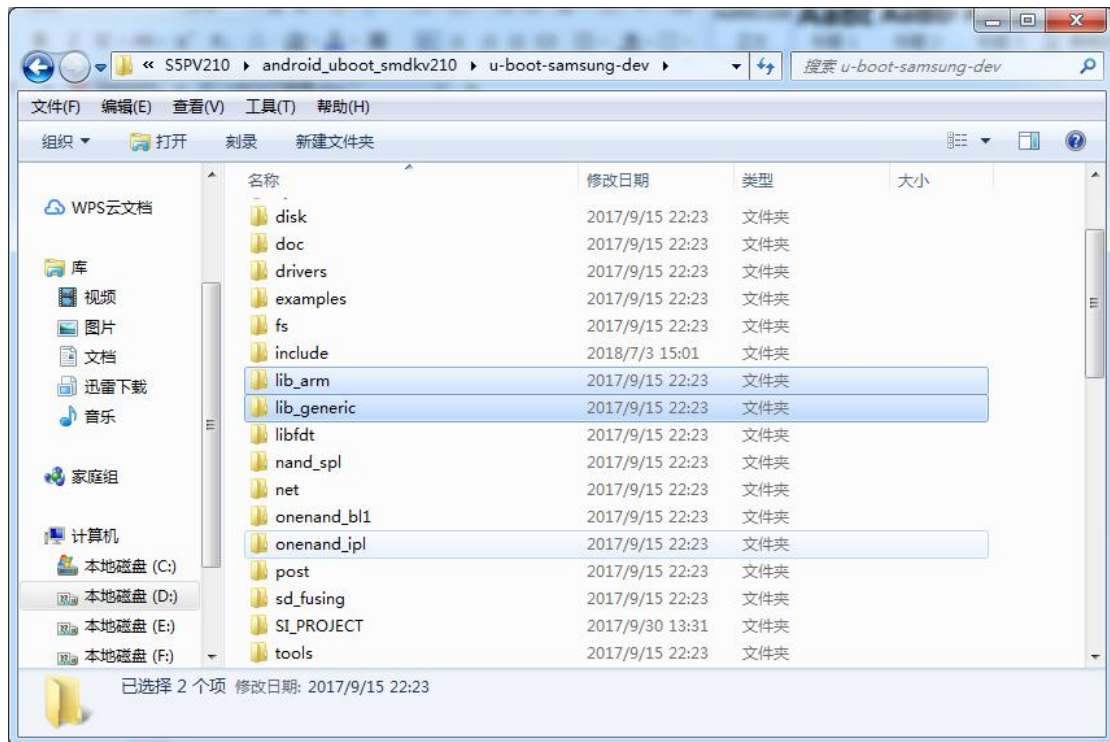 « S5PV210 ▸ android_uboot_smdkv210 ▸ u-boot-samsung-dev ▸
搜索 u-boot-samsung-dev
文件(F) 编辑(E) 查看(V) 工具(T) 帮助(H)
组织 打开 刻录 新建文件夹
名称 修改日期 类型 大小
WPS云文档
库
视频
图片
文档
迅雷下载
音乐
家庭组
计算机
本地磁盘 (C:)
本地磁盘 (D:)
本地磁盘 (E:)
本地磁盘 (F:)
disk 2017/9/15 22:23 文件夹
doc 2017/9/15 22:23 文件夹
drivers 2017/9/15 22:23 文件夹
examples 2017/9/15 22:23 文件夹
fs 2017/9/15 22:23 文件夹
include 2018/7/3 15:01 文件夹
lib_arm 2017/9/15 22:23 文件夹
lib_generic 2017/9/15 22:23 文件夹
libfdt 2017/9/15 22:23 文件夹
nand_spl 2017/9/15 22:23 文件夹
net 2017/9/15 22:23 文件夹
onenand_bl1 2017/9/15 22:23 文件夹
onenand_ipl 2017/9/15 22:23 文件夹
post 2017/9/15 22:23 文件夹
sd_fusing 2017/9/15 22:23 文件夹
SI_PROJECT 2017/9/30 13:31 文件夹
tools 2017/9/15 22:23 文件夹
已选择 2 个项 修改日期: 2017/9/15 22:23